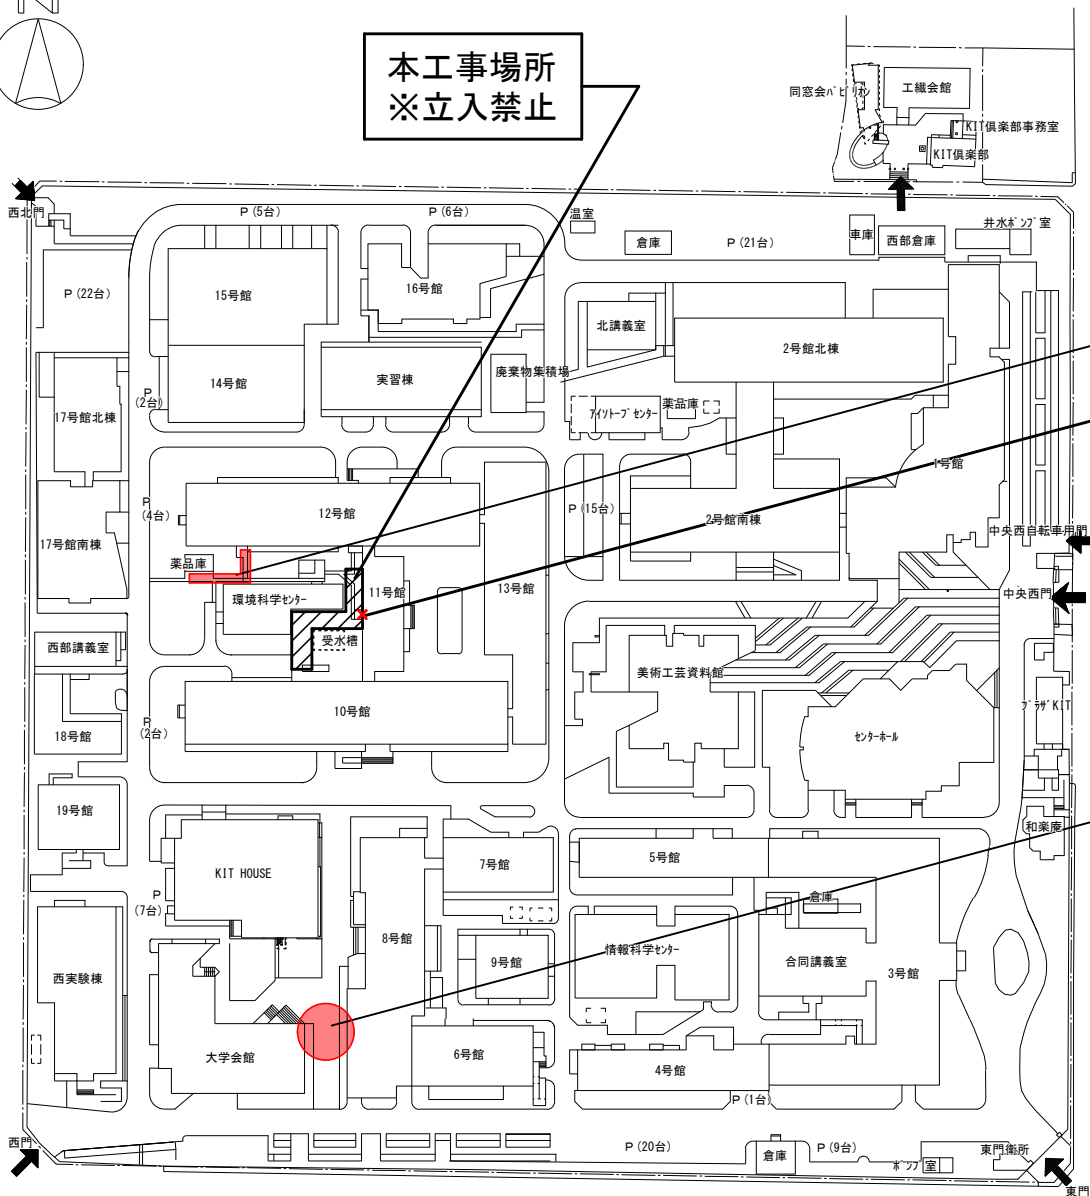 N
本工事場所
※立入禁止
同窓会パビリオン
工繊会館
KIT倶楽部事務室
KIT倶楽部
西北門
P (5台)
P (6台)
温室
倉庫
P (21台)
車庫
西部倉庫
井水ポンプ室
P (22台)
15号館
16号館
北講義室
2号館北棟
14号館
実習棟
廃棄物集積場
P
(2台)
17号館北棟
アイソトープセンター
薬品庫
1号館
12号館
P
(4台)
P (15台)
2号館南棟
17号館南棟
中央西自転車用門
薬品庫
環境科学センター
11号館
13号館
中央西門
西部講義室
受水槽
美術工芸資料館
10号館
プラザKIT
18号館
P
(2台)
センターホール
19号館
和楽庵
KIT HOUSE
7号館
5号館
P
(7台)
倉庫
8号館
9号館
情報科学センター
合同講義室
3号館
西実験棟
大学会館
6号館
4号館
P (1台)
西門
P (20台)
倉庫
P (9台)
ポンプ室
東門衛所
東門